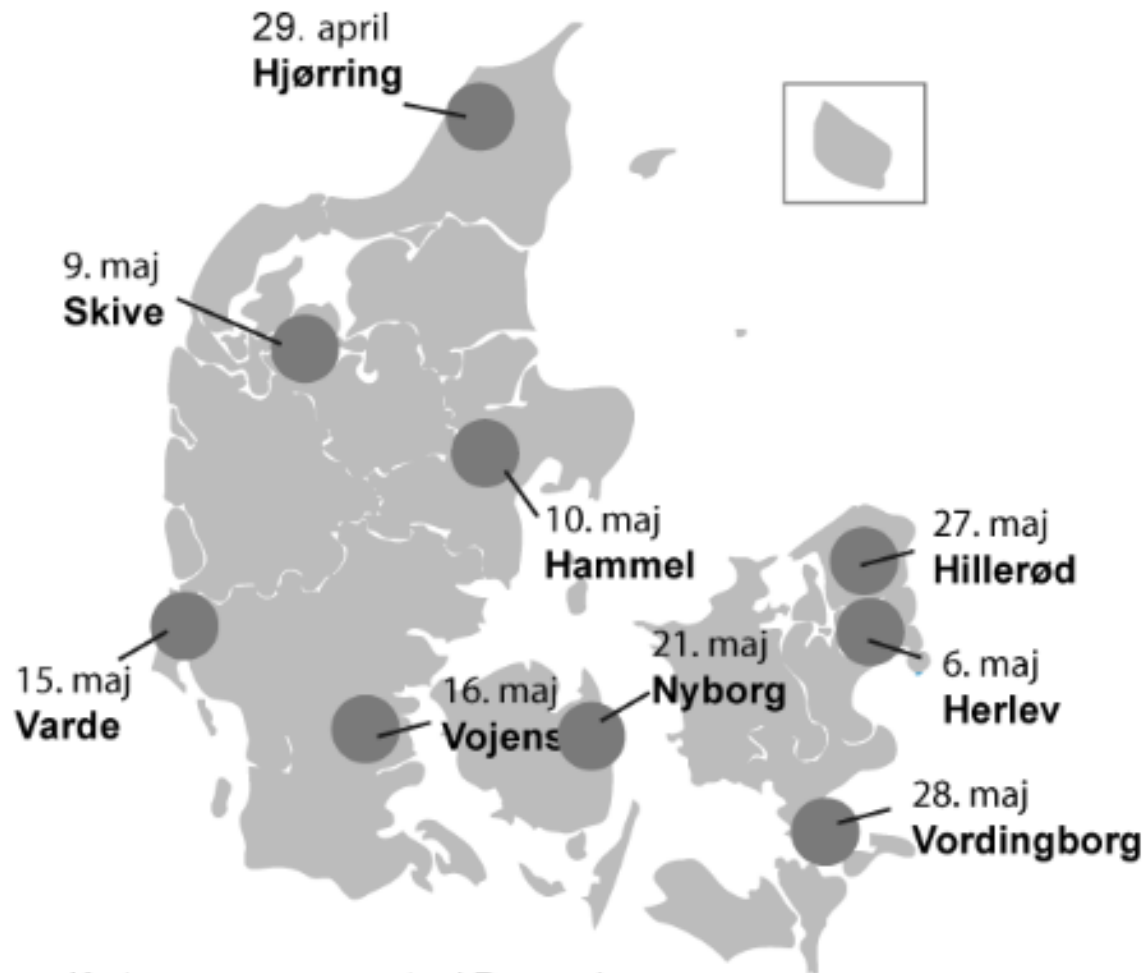 29. april
Hjørring
9. maj
Skive
10. maj
Hammel
27. maj
Hillerød
6. maj
Herlev
15. maj
Varde
16. maj
Vojens
21. maj
Nyborg
28. maj
Vordingborg